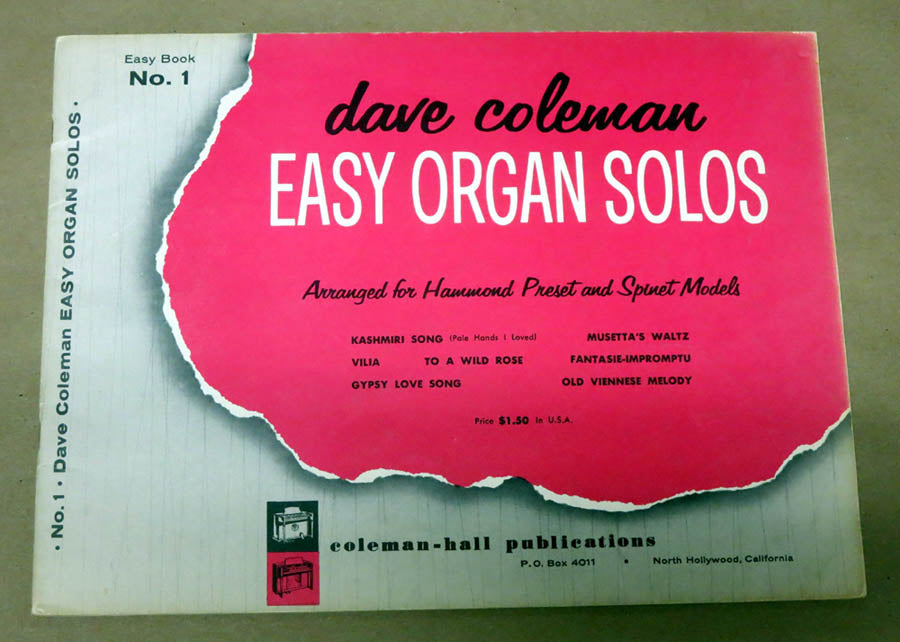 Easy Book
No. 1
• No. 1 • Dave Coleman EASY ORGAN SOLOS •
dave coleman
EASY ORGAN SOLOS
Arranged for Hammond Preset and Spinet Models
KASHMIRI SONG (Pale Hands I Loved) MUSETTA'S WALTZ
VILIA TO A WILD ROSE FANTASIE-IMPROMPTU
GYPSY LOVE SONG OLD VIENNESE MELODY
Price $1.50 in U.S.A.
coleman-hall publications
P.O. Box 4011 • North Hollywood, California